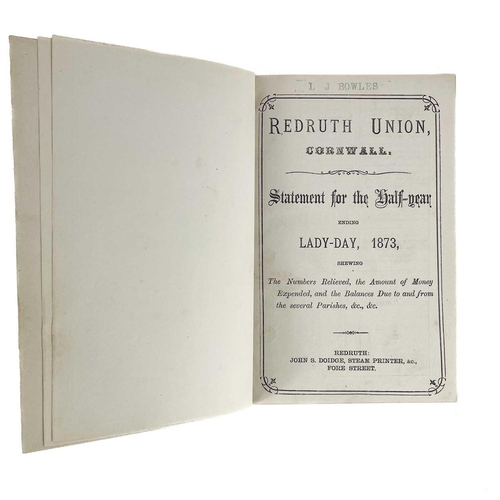 I J BOWLES
REDRUTH UNION,
CORNWALL.
Statement for the Half-year
ENDING
LADY-DAY, 1873,
SHEWING
The Numbers Relieved, the Amount of Money
Expended, and the Balances Due to and from
the several Parishes, &c., &c.
REDRUTH:
JOHN S. DOIDGE, STEAM PRINTER, &c.,
FORE STREET.